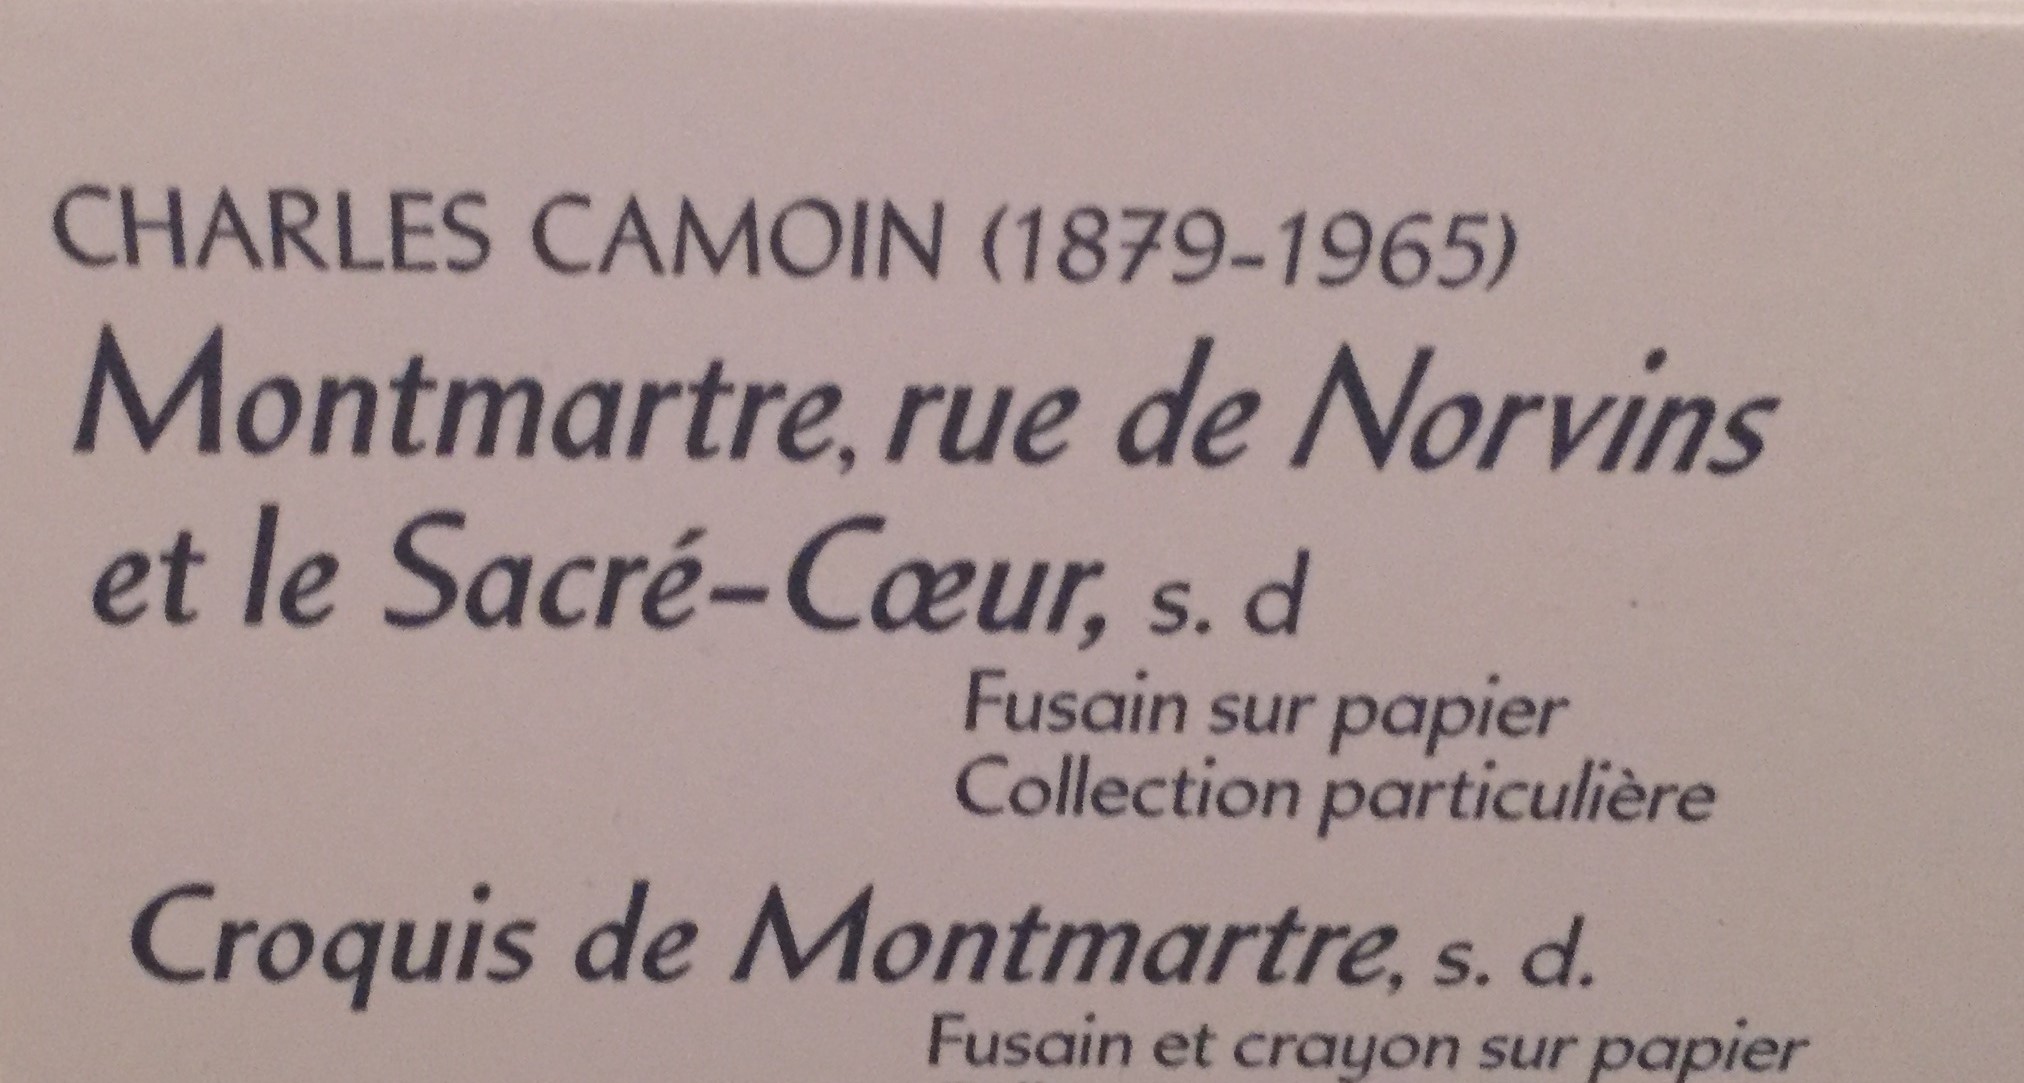 CHARLES CAMOIN (1879-1965)
Montmartre, rue de Norvins
et le Sacré-Cœur, s. d
Fusain sur papier
Collection particulière
Croquis de Montmartre, s. d.
Fusain et crayon sur papier